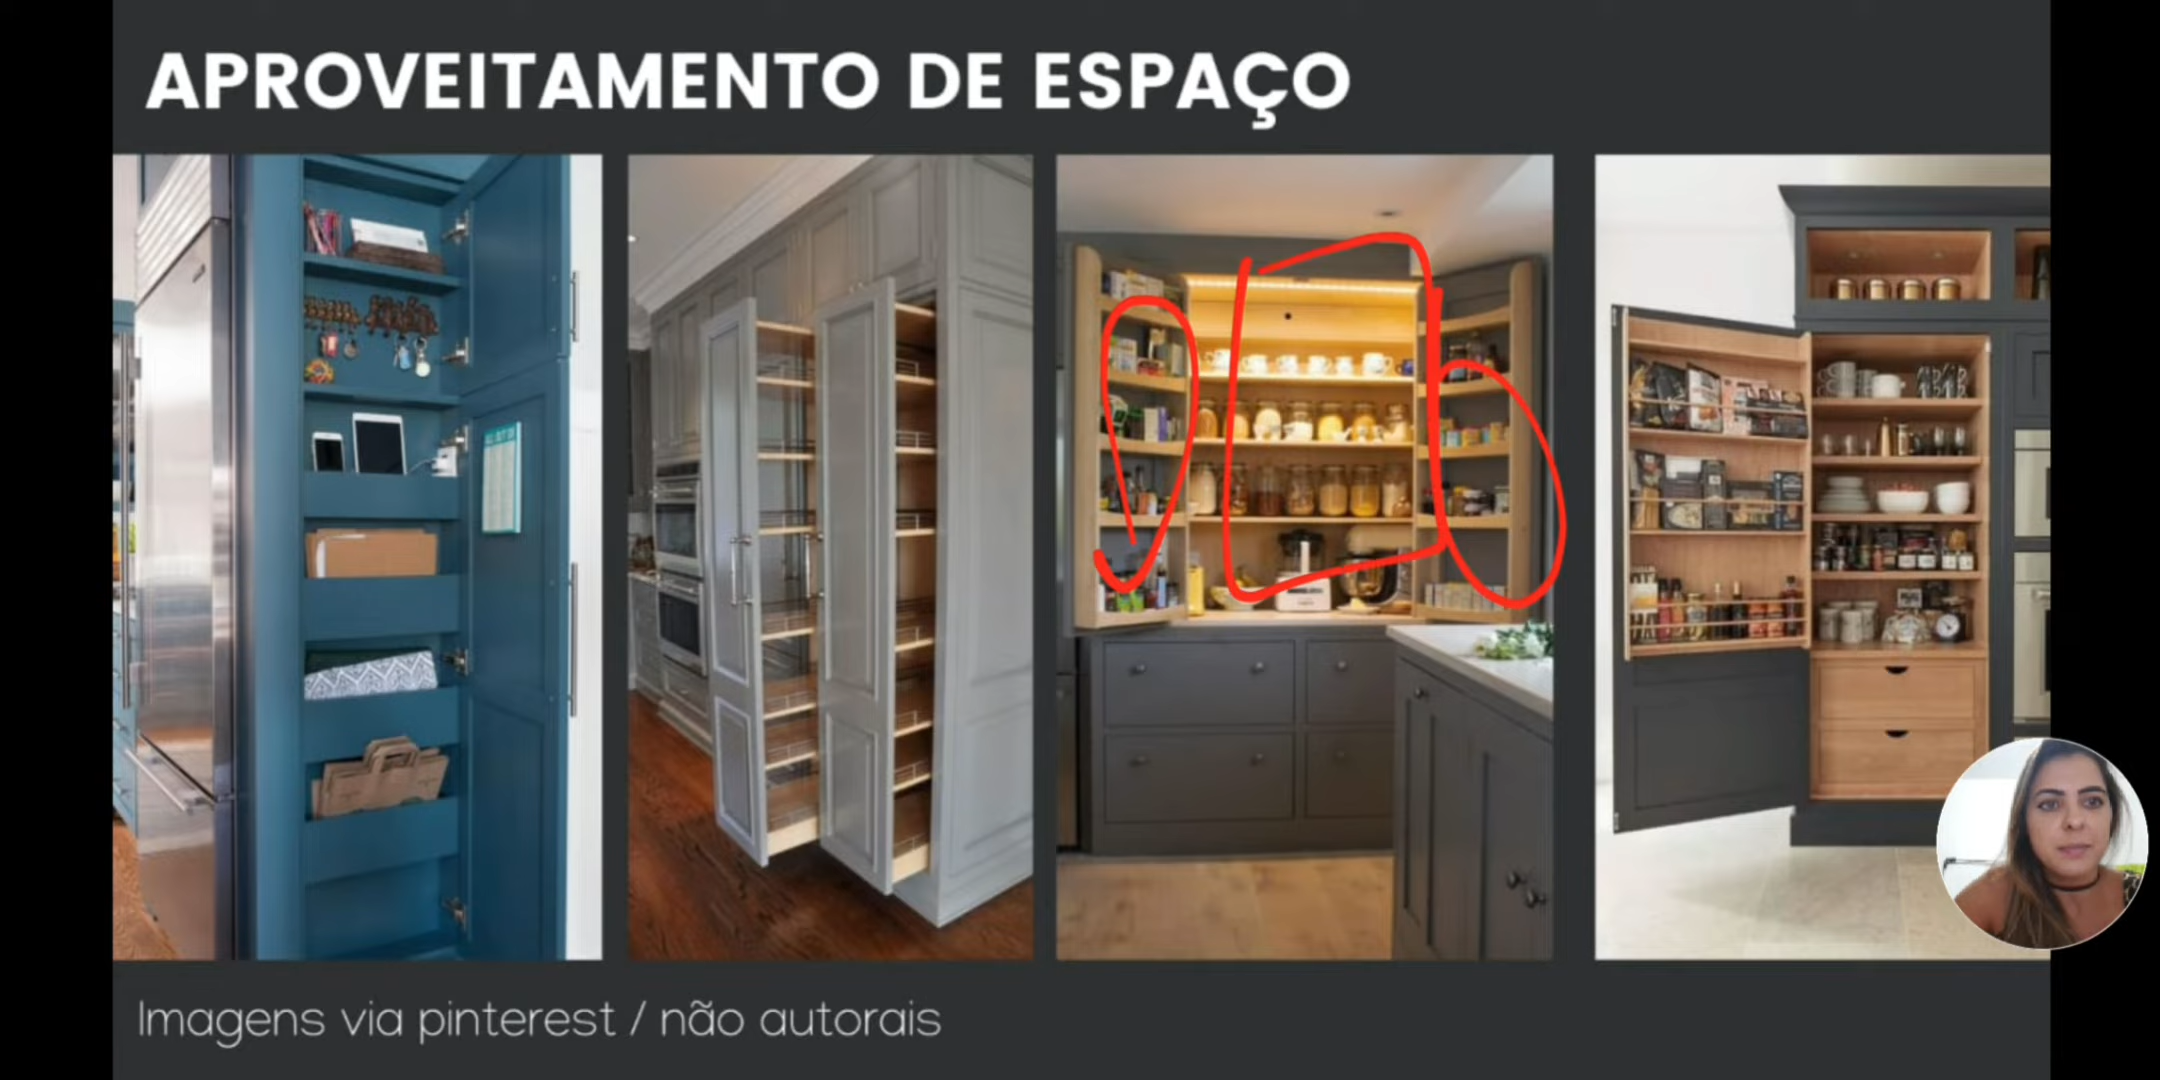 APROVEITAMENTO DE ESPAÇO
Imagens via pinterest / não autorais